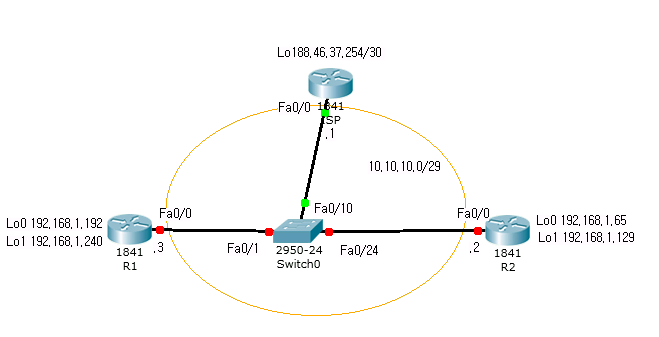 Lo188,46,37,254/30
Fa0/0
1841
ISP
.1
10,10,10,0/29
Fa0/10
Fa0/0
Fa0/0
Lo0 192,168,1,192
Lo1 192,168,1,240
Lo0 192,168,1,65
Lo1 192,168,1,129
Fa0/1
Fa0/24
.3
.2
1841
R1
2950-24
Switch0
1841
R2